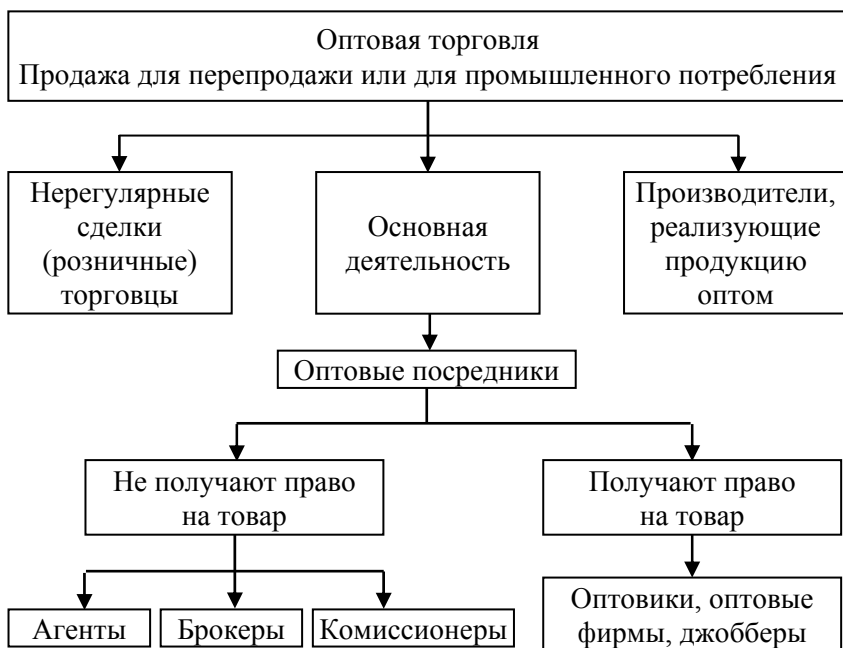 Оптовая торговля
Продажа для перепродажи или для промышленного потребления
Нерегулярные
сделки
(розничные)
торговцы
Основная
деятельность
Производители,
реализующие
продукцию
оптом
Оптовые посредники
Не получают право
на товар
Получают право
на товар
Агенты
Брокеры
Комиссионеры
Оптовики, оптовые
фирмы, джобберы